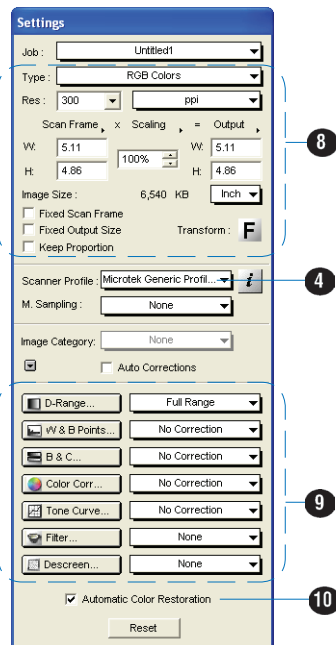 Settings
Job : Untitled1
Type : RGB Colors
Res : 300 ppi
Scan Frame x Scaling = Output
W: 5.11 100% W: 5.11
H: 4.86 H: 4.86
Image Size : 6,540 KB Inch
Fixed Scan Frame
Fixed Output Size Transform : F
Keep Proportion
8
Scanner Profile : Microtek Generic Profil... i
4
M. Sampling : None
Image Category: None
Auto Corrections
D-Range... Full Range
W & B Points... No Correction
B & C... No Correction
Color Corr... No Correction
Tone Curve... No Correction
9
Filter... None
Descreen... None
Automatic Color Restoration
10
Reset